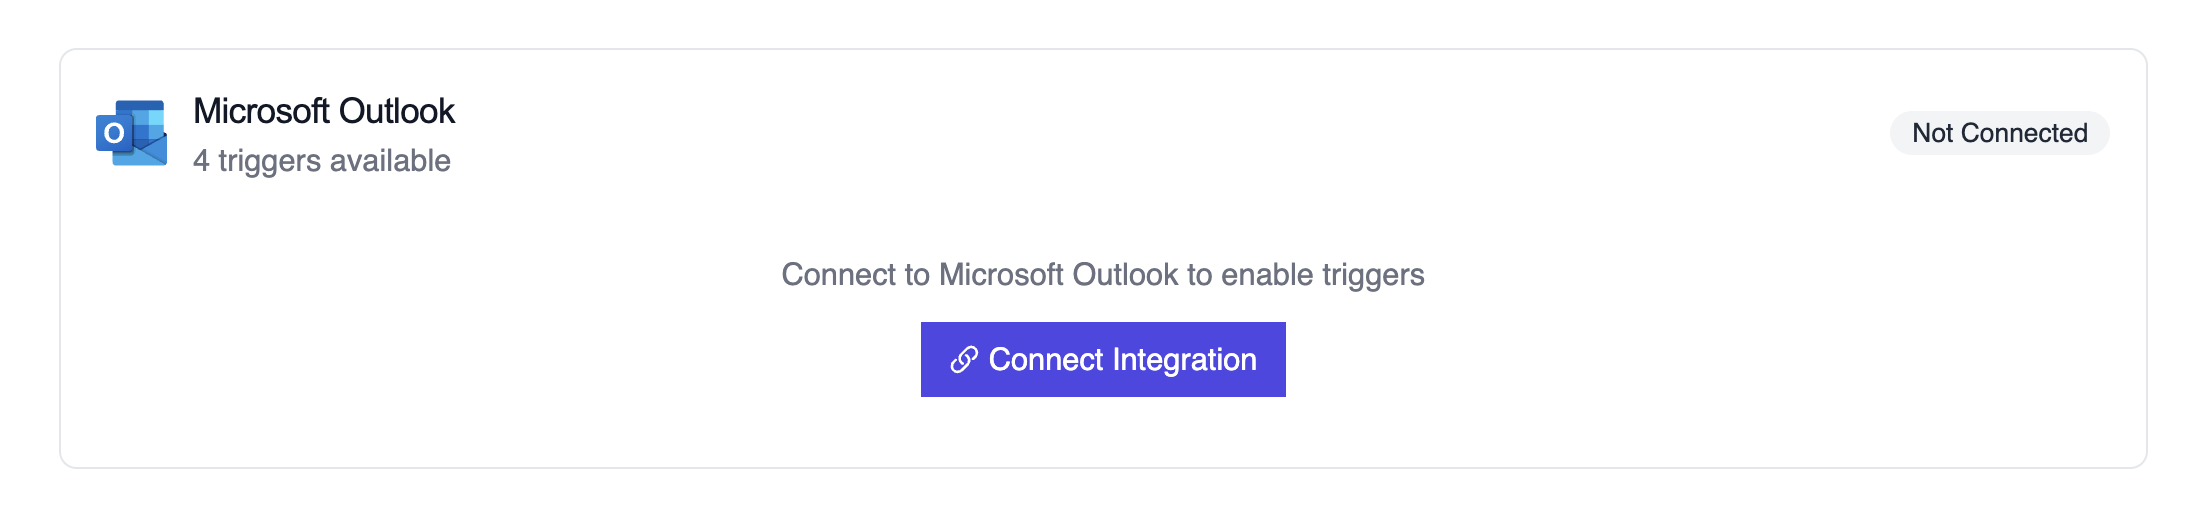 Microsoft Outlook
4 triggers available
Not Connected
Connect to Microsoft Outlook to enable triggers
Connect Integration